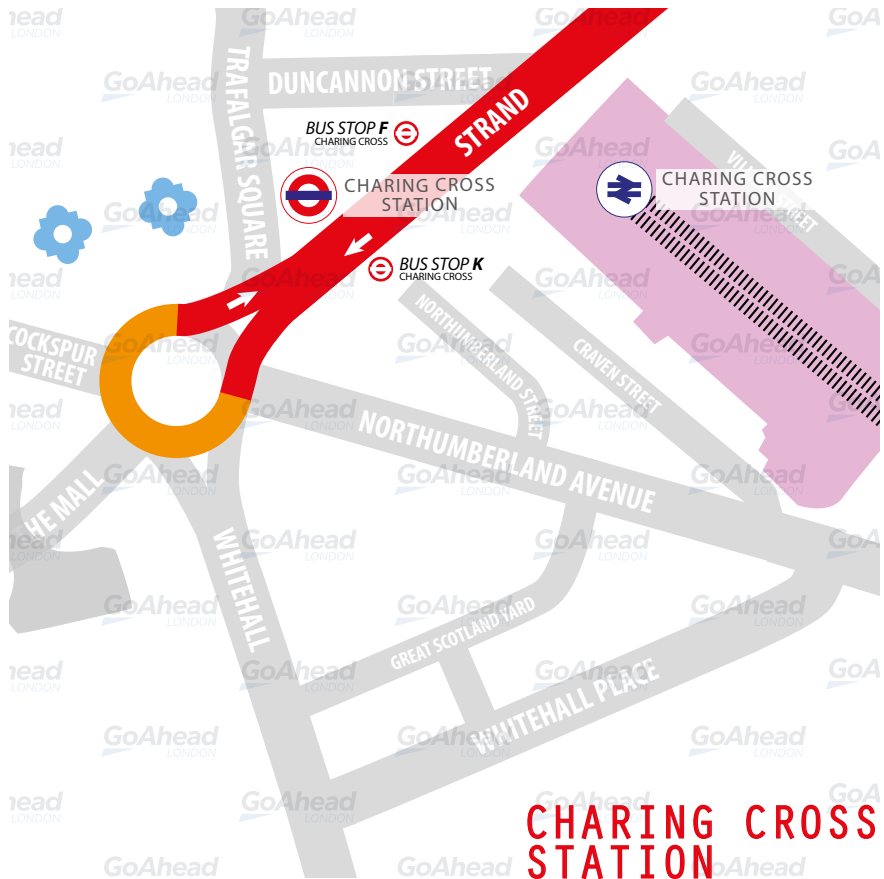 TRAFALGAR SQUARE
DUNCANNON STREET
STRAND
BUS STOP F
CHARING CROSS
CHARING CROSS
STATION
CHARING CROSS
STATION
BUS STOP K
CHARING CROSS
COCKSPUR
STREET
NORTHUMBERLAND STREET
CRAVEN STREET
NORTHUMBERLAND AVENUE
HE MALL
WHITEHALL
GREAT SCOTLAND YARD
WHITEHALL PLACE
CHARING CROSS
STATION
GoAhead
LONDON